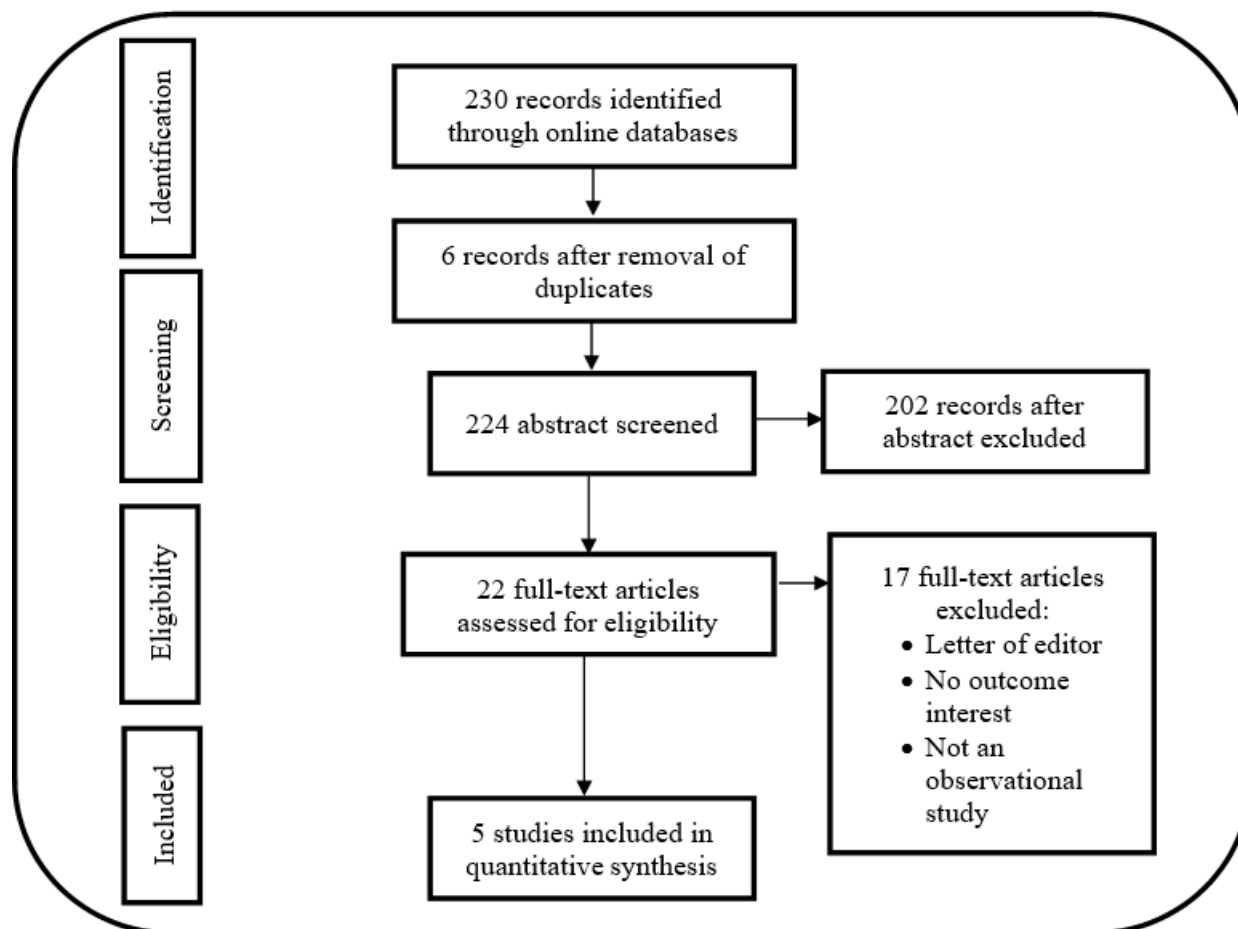 Identification
230 records identified
through online databases
6 records after removal of
duplicates
Screening
224 abstract screened
202 records after
abstract excluded
Eligibility
22 full-text articles
assessed for eligibility
17 full-text articles
excluded:
• Letter of editor
• No outcome
interest
• Not an
observational
study
Included
5 studies included in
quantitative synthesis